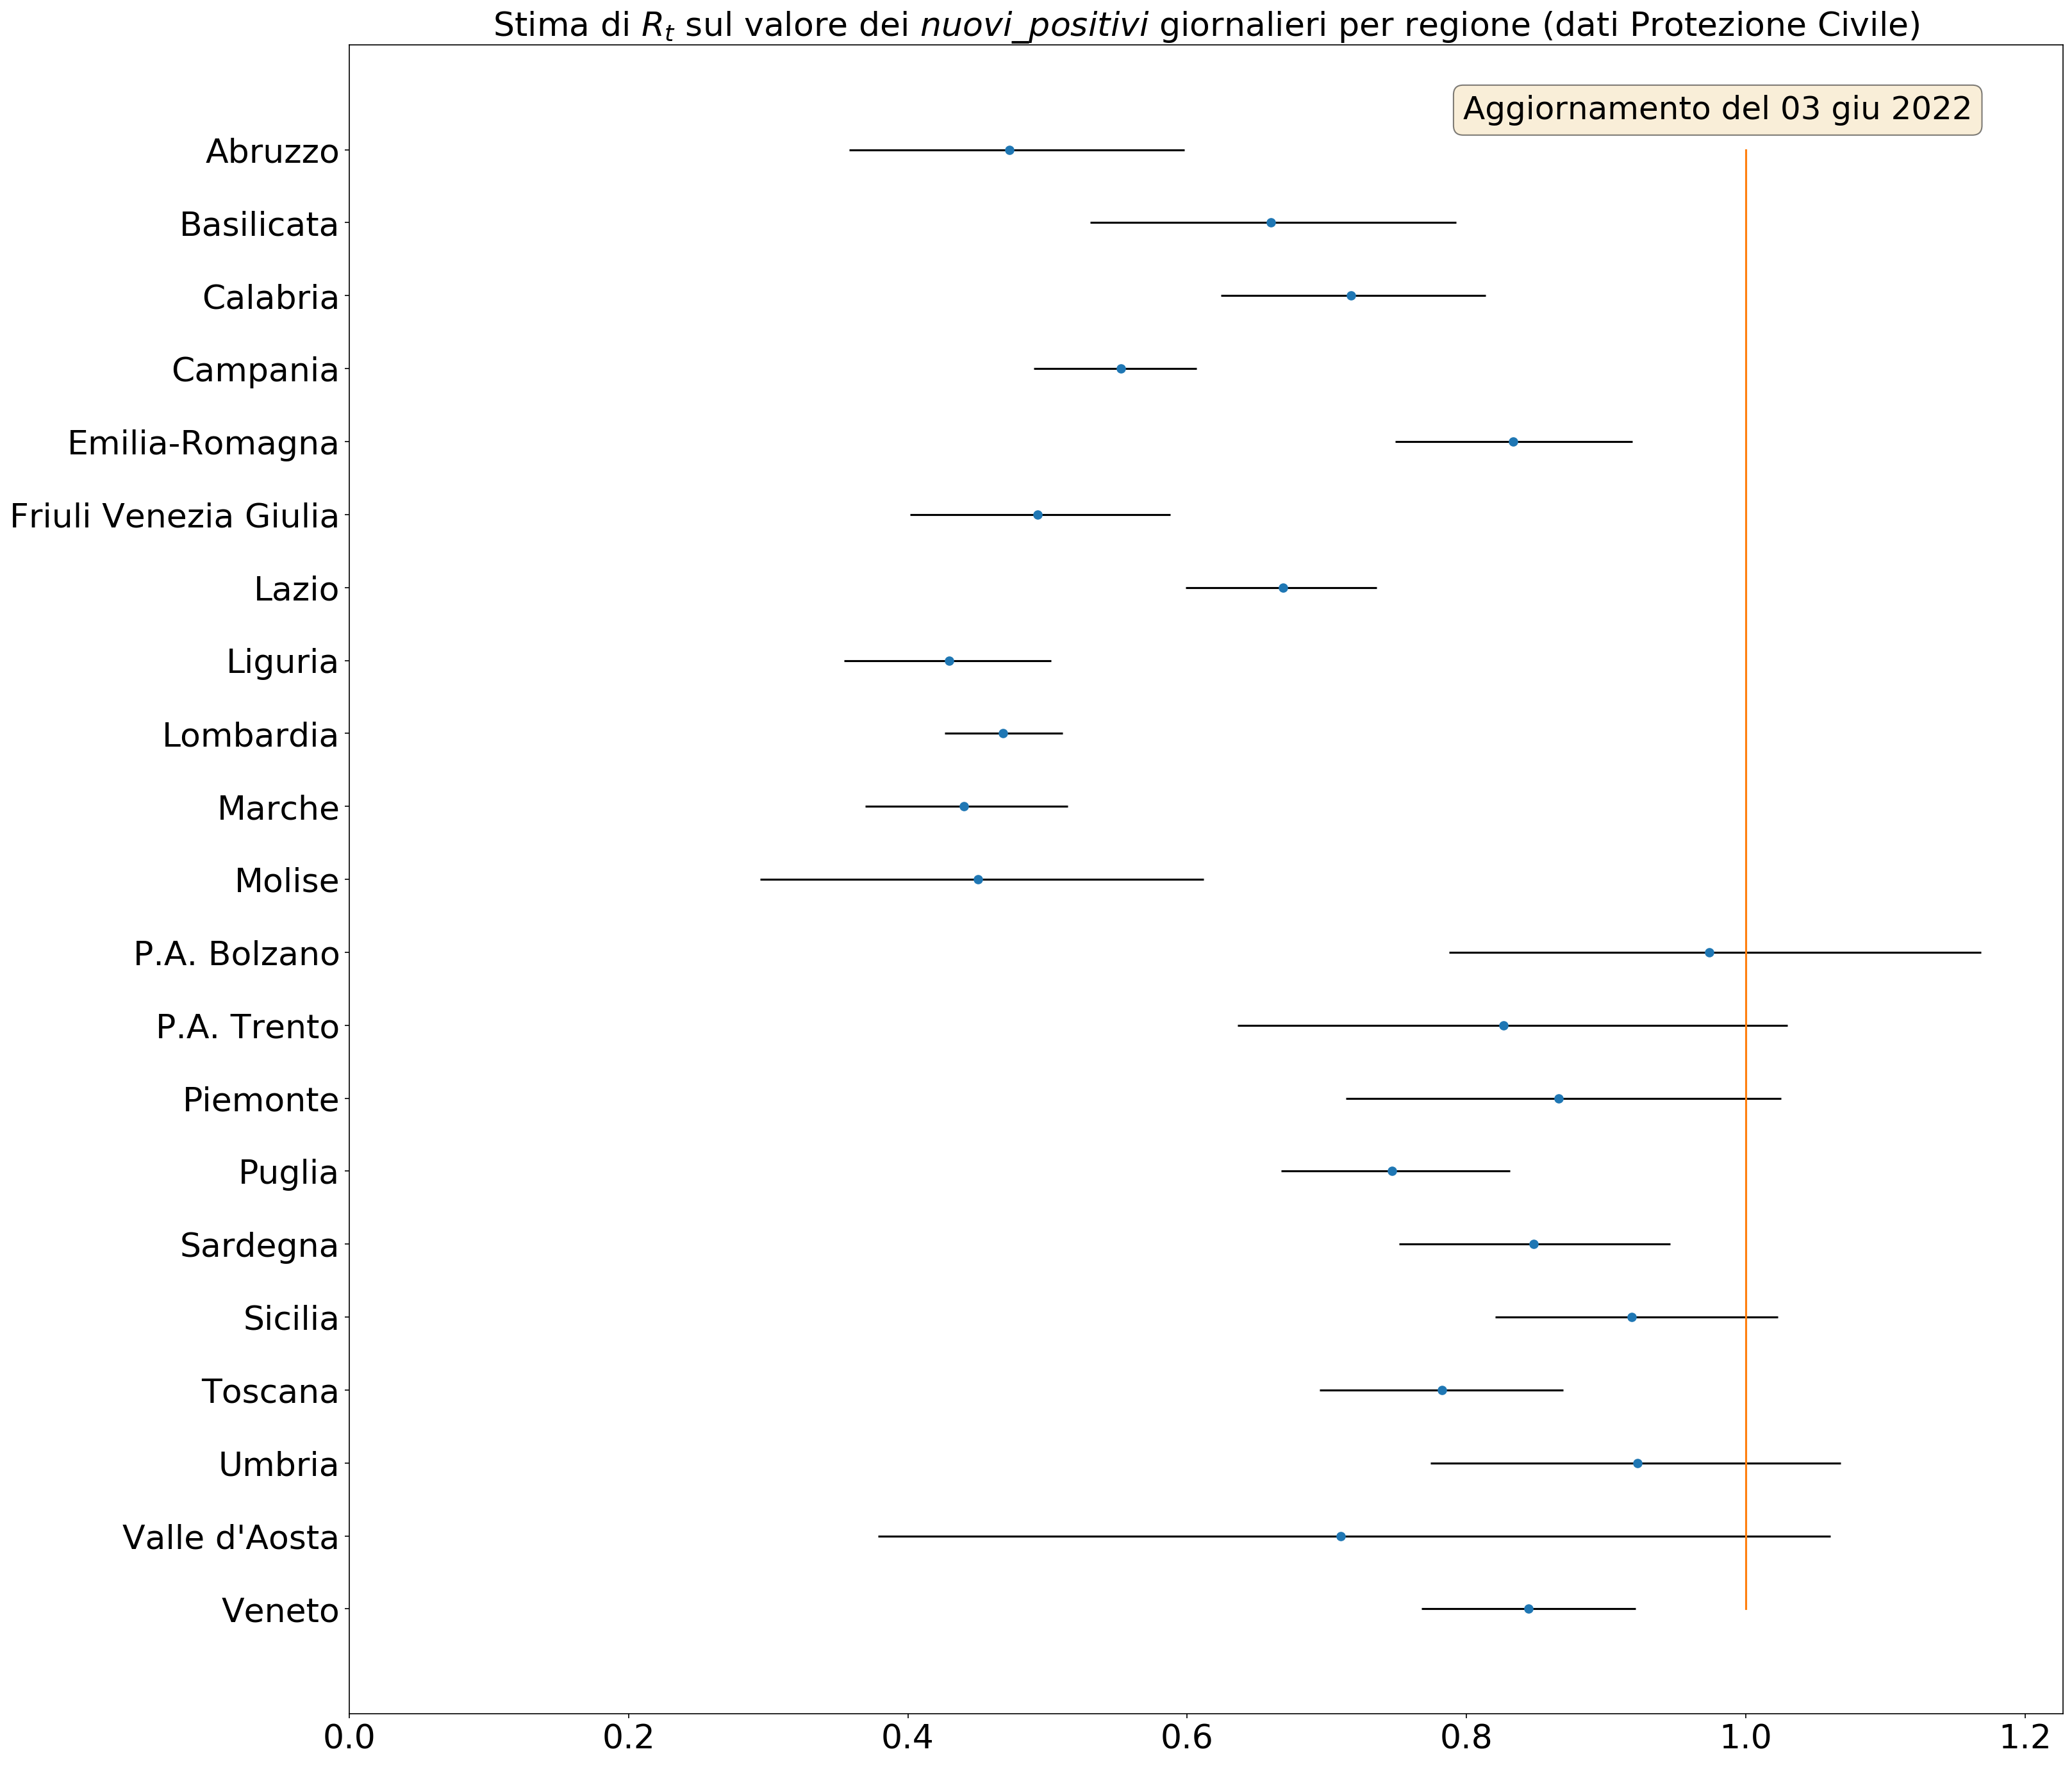 Stima di R_t sul valore dei nuovi_positivi giornalieri per regione (dati Protezione Civile)
Aggiornamento del 03 giu 2022
Abruzzo
Basilicata
Calabria
Campania
Emilia-Romagna
Friuli Venezia Giulia
Lazio
Liguria
Lombardia
Marche
Molise
P.A. Bolzano
P.A. Trento
Piemonte
Puglia
Sardegna
Sicilia
Toscana
Umbria
Valle d'Aosta
Veneto
0.0 0.2 0.4 0.6 0.8 1.0 1.2